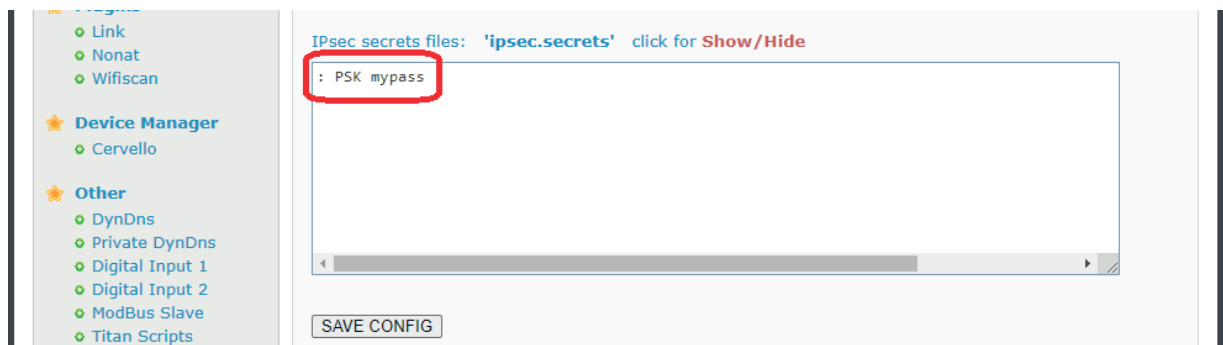 Link
Nonat
Wifiscan
Device Manager
Cervello
Other
DynDns
Private DynDns
Digital Input 1
Digital Input 2
ModBus Slave
Titan Scripts
IPsec secrets files: 'ipsec.secrets' click for Show/Hide
: PSK mypass
SAVE CONFIG